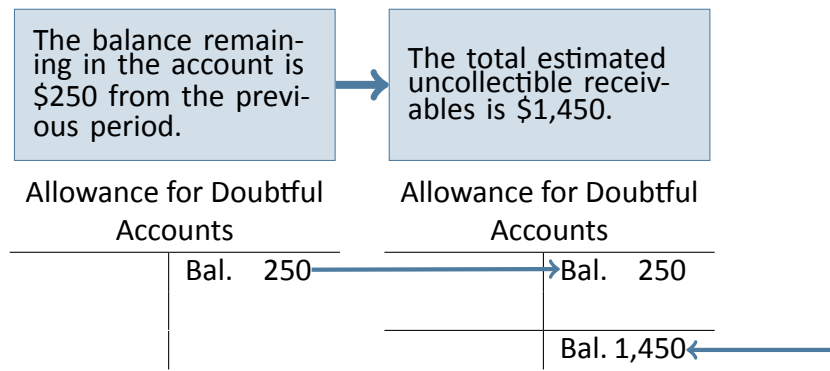 The balance remain-
ing in the account is
$250 from the previ-
ous period.
The total estimated
uncollectible receiv-
ables is $1,450.
Allowance for Doubtful
Accounts
Bal. 250
Allowance for Doubtful
Accounts
Bal. 250
Bal. 1,450